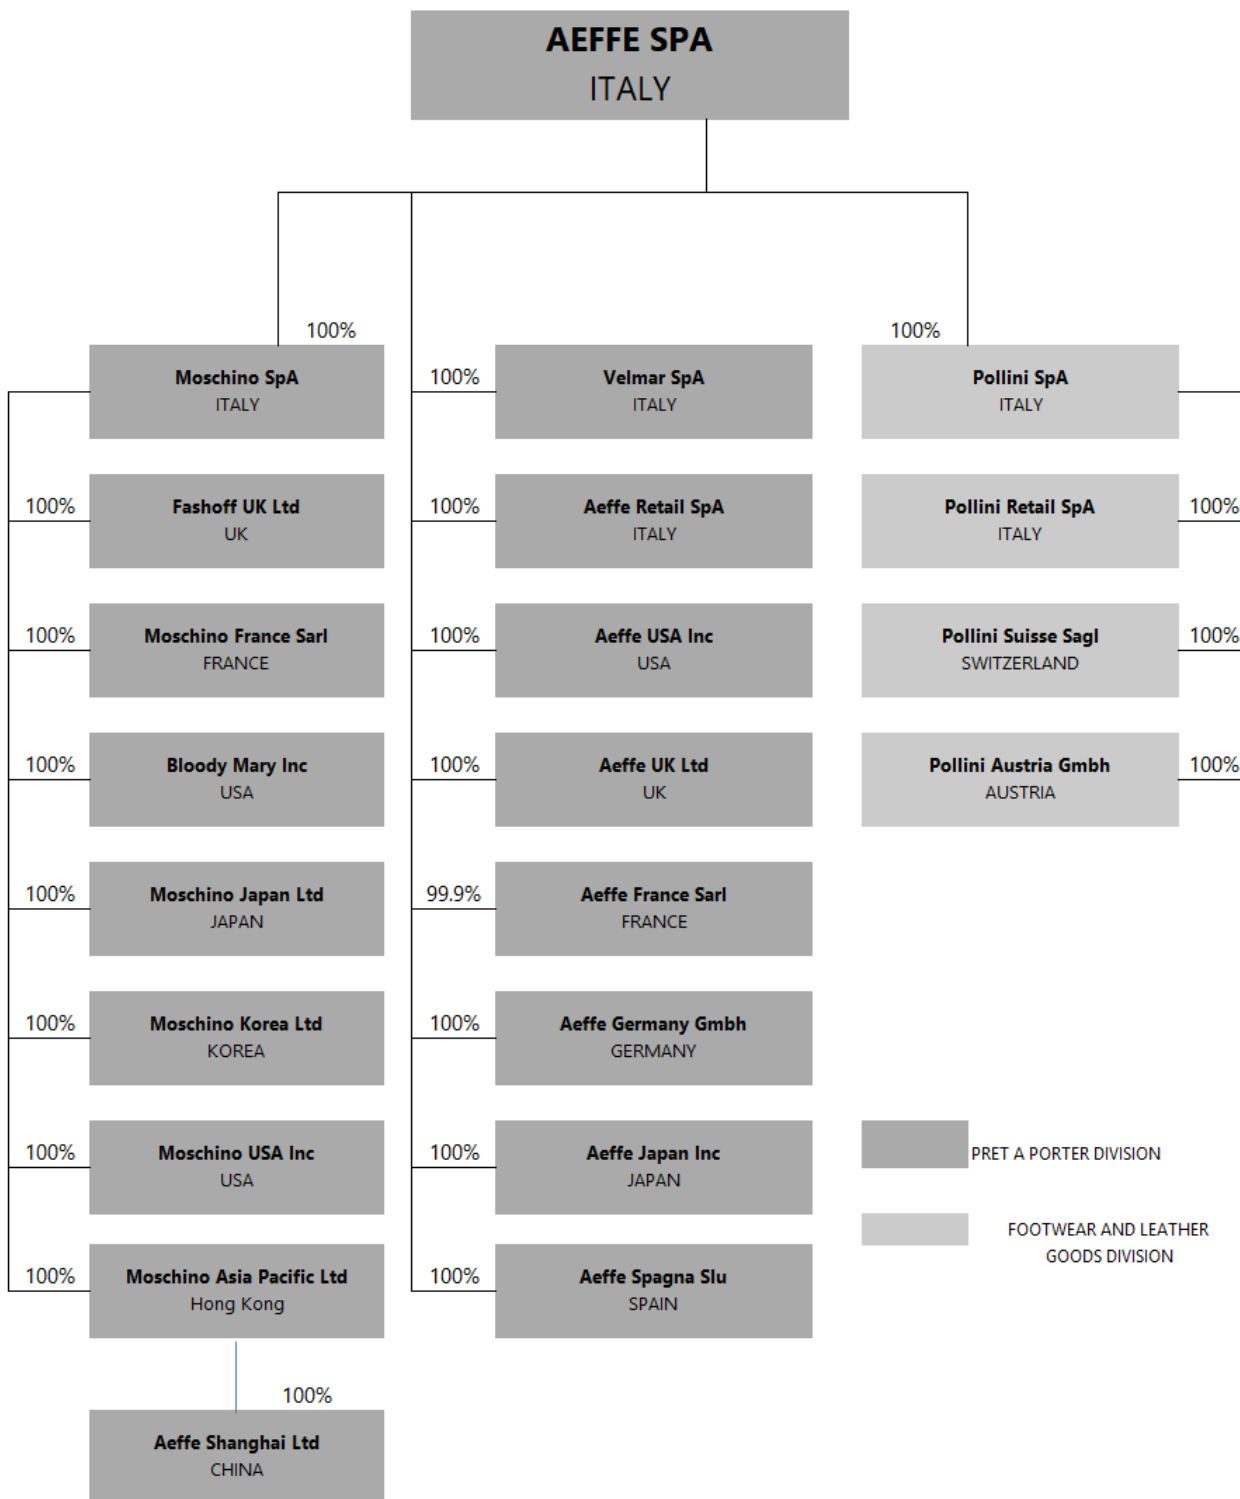 AEFFE SPA
ITALY
100%
Moschino SpA
ITALY
100%
Fashoff UK Ltd
UK
100%
Moschino France Sarl
FRANCE
100%
Bloody Mary Inc
USA
100%
Moschino Japan Ltd
JAPAN
100%
Moschino Korea Ltd
KOREA
100%
Moschino USA Inc
USA
100%
Moschino Asia Pacific Ltd
Hong Kong
100%
Aeffe Shanghai Ltd
CHINA
100%
Velmar SpA
ITALY
100%
Aeffe Retail SpA
ITALY
100%
Aeffe USA Inc
USA
100%
Aeffe UK Ltd
UK
99.9%
Aeffe France Sarl
FRANCE
100%
Aeffe Germany Gmbh
GERMANY
100%
Aeffe Japan Inc
JAPAN
100%
Aeffe Spagna Slu
SPAIN
100%
Pollini SpA
ITALY
Pollini Retail SpA
ITALY
100%
Pollini Suisse Sagl
SWITZERLAND
100%
Pollini Austria Gmbh
AUSTRIA
100%
PRET A PORTER DIVISION
FOOTWEAR AND LEATHER
GOODS DIVISION